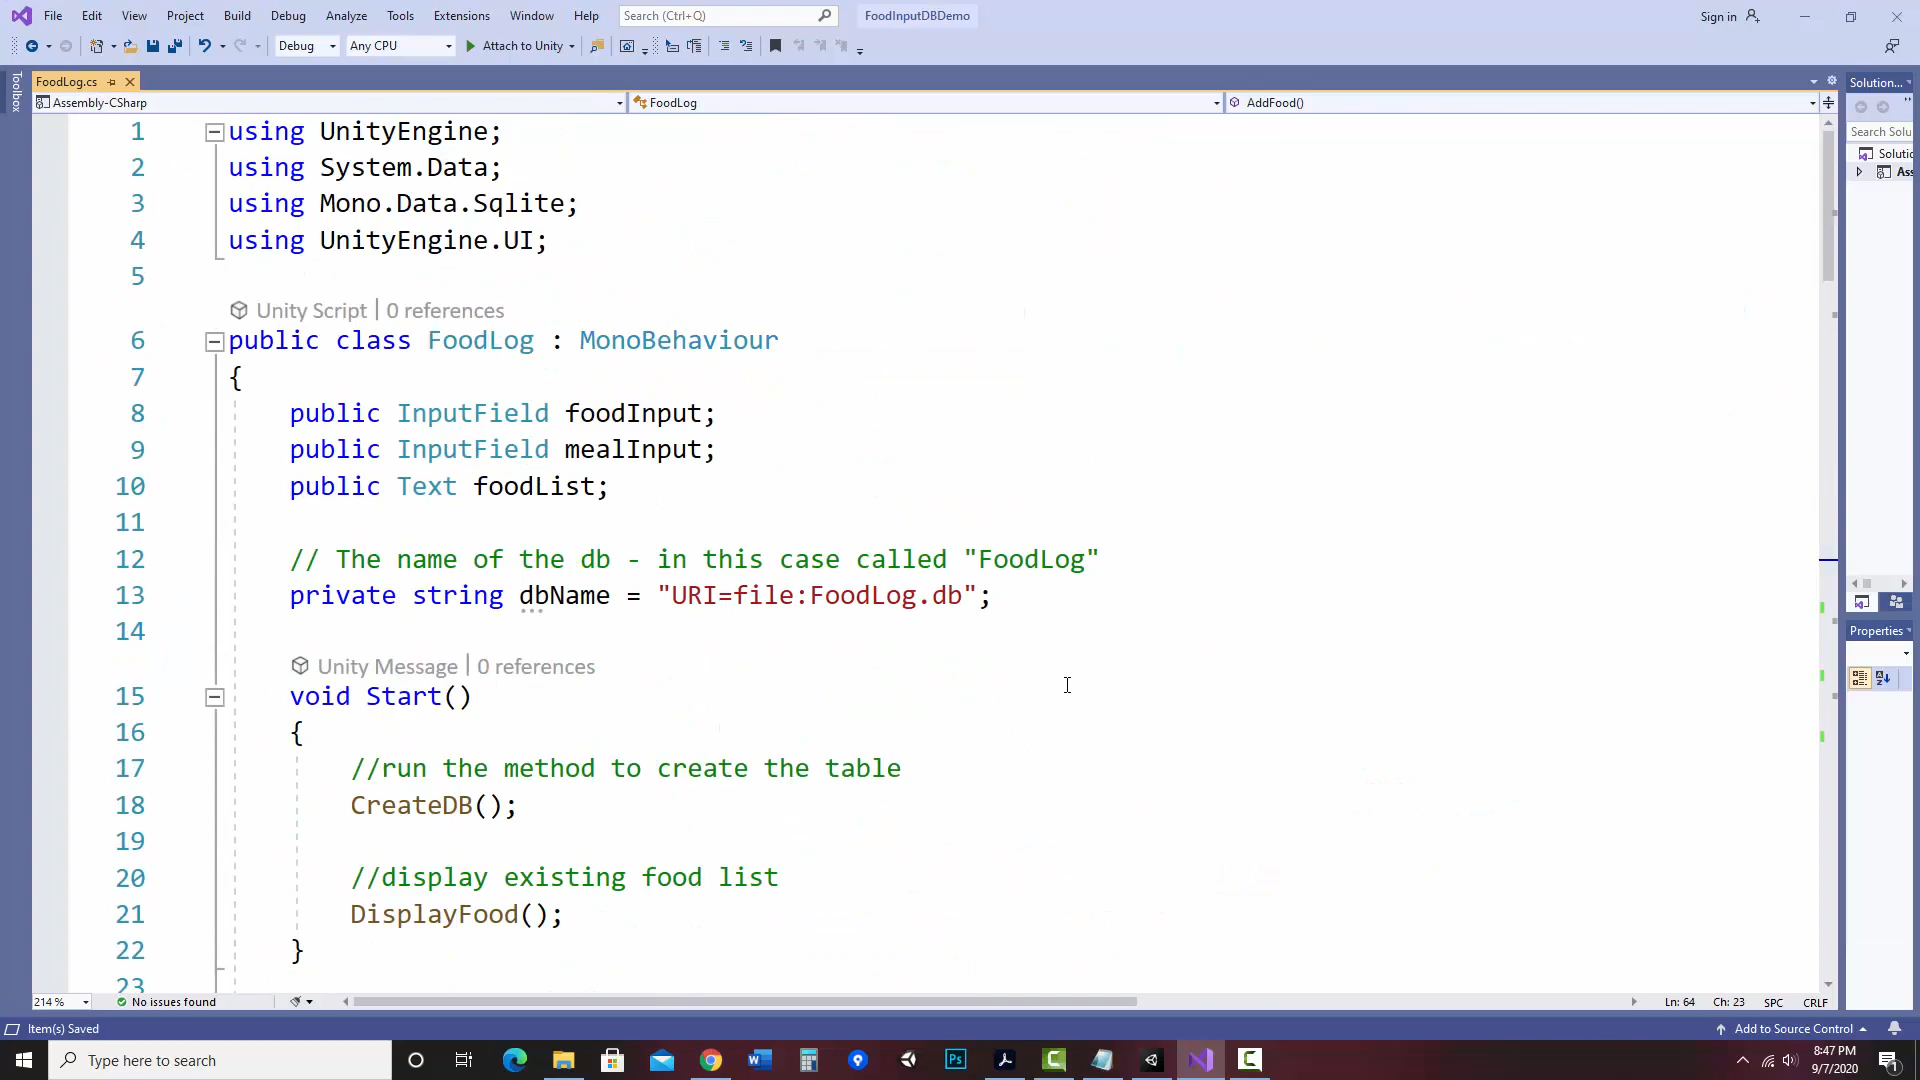 File Edit View Project Build Debug Analyze Tools Extensions Window Help Search (Ctrl+Q) FoodInputDBDemo Sign in
Debug Any CPU Attach to Unity
Toolbox
FoodLog.cs
Assembly-CSharp FoodLog AddFood()
1 using UnityEngine;
2 using System.Data;
3 using Mono.Data.Sqlite;
4 using UnityEngine.UI;
5
Unity Script | 0 references
6 public class FoodLog : MonoBehaviour
7 {
8 public InputField foodInput;
9 public InputField mealInput;
10 public Text foodList;
11
12 // The name of the db - in this case called "FoodLog"
13 private string dbName = "URI=file:FoodLog.db";
14
Unity Message | 0 references
15 void Start()
16 {
17 //run the method to create the table
18 CreateDB();
19
20 //display existing food list
21 DisplayFood();
22 }
23
Solution...
Search Solu
Soluti
Ass
Properties
214 % No issues found Ln: 64 Ch: 23 SPC CRLF
Item(s) Saved Add to Source Control
Type here to search
8:47 PM
9/7/2020